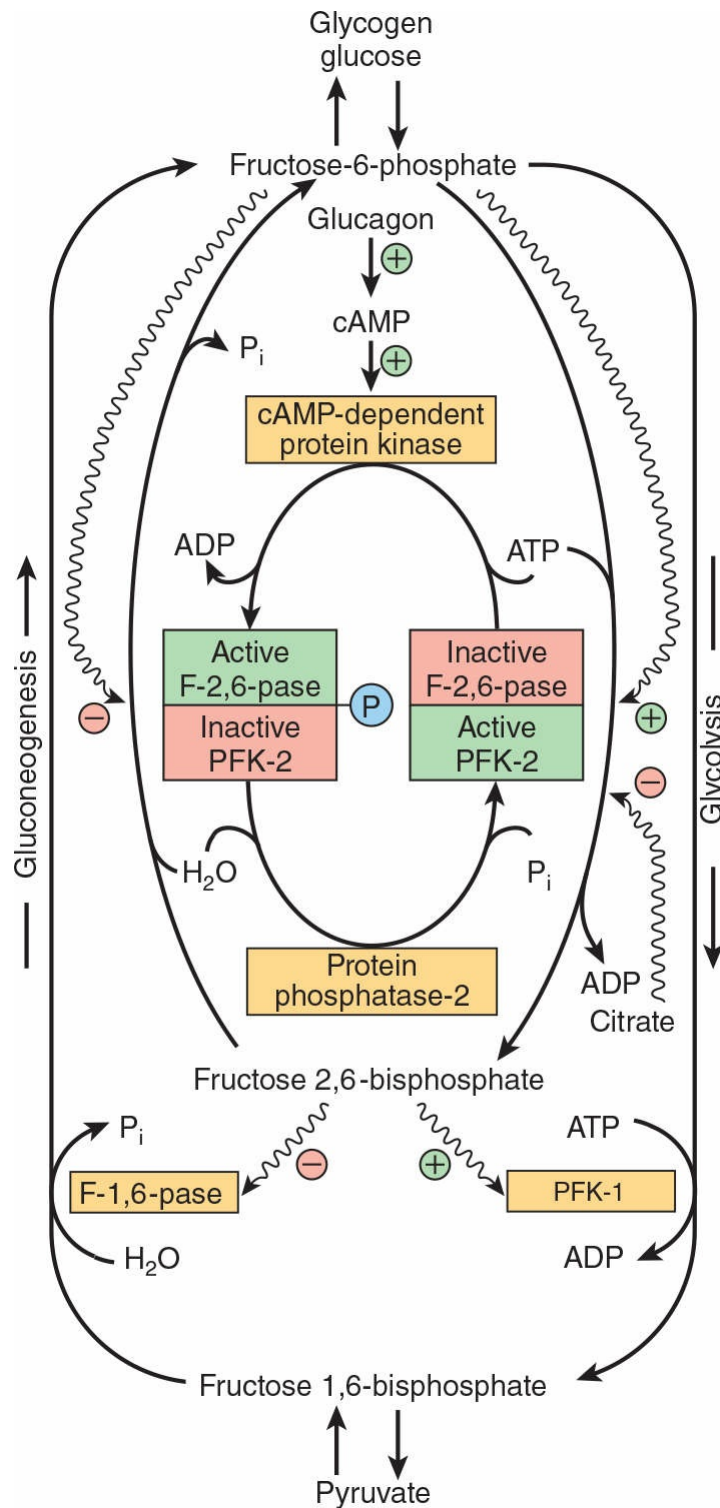 Glycogen
glucose
Fructose-6-phosphate
Glucagon
+
cAMP
+
Pi
cAMP-dependent
protein kinase
ADP
ATP
Active
F-2,6-pase
Inactive
PFK-2
P
Inactive
F-2,6-pase
Active
PFK-2
−
+
−
Gluconeogenesis
Glycolysis
H2O
Pi
Protein
phosphatase-2
ADP
Citrate
Fructose 2,6-bisphosphate
Pi
−
+
ATP
F-1,6-pase
PFK-1
H2O
ADP
Fructose 1,6-bisphosphate
Pyruvate